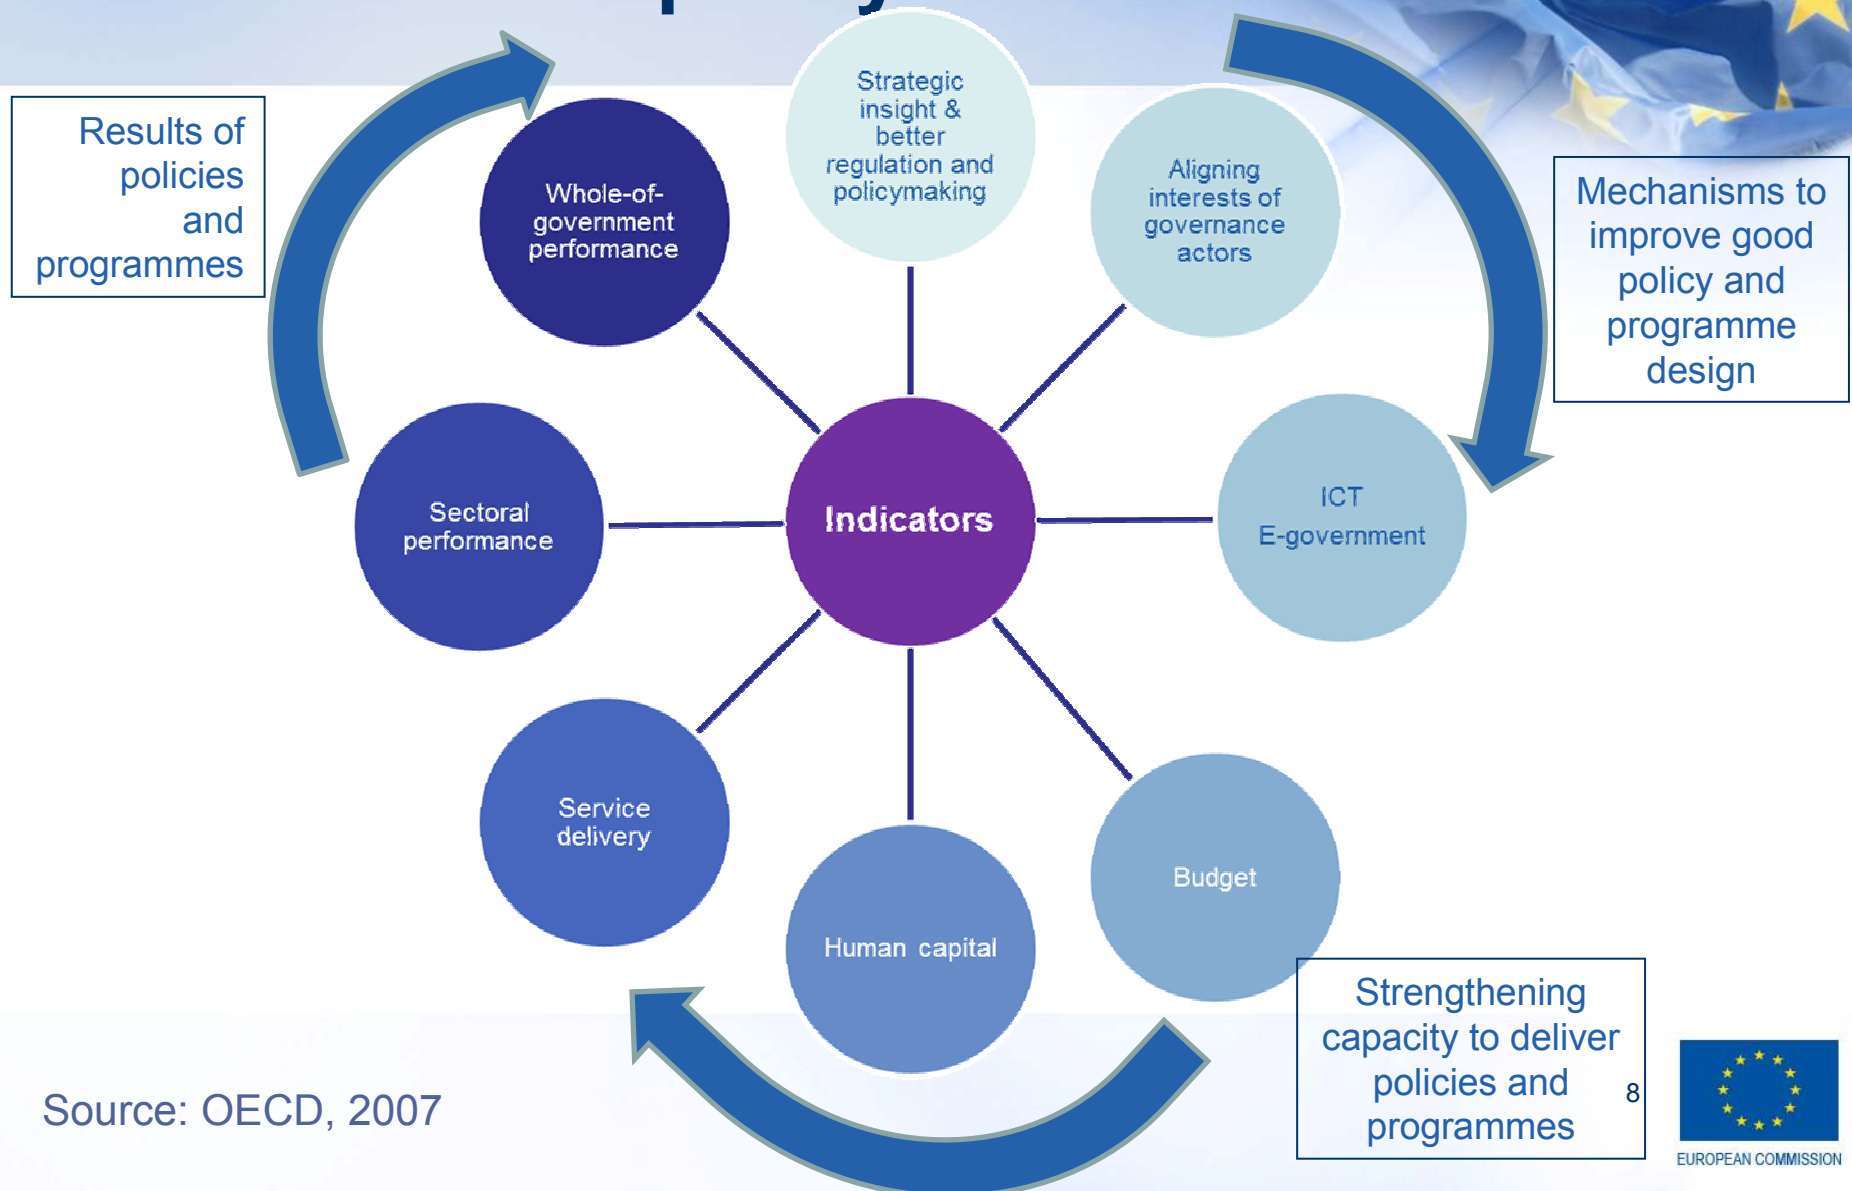 Results of
policies
and
programmes
Strategic
insight &
better
regulation and
policymaking
Whole-of-
government
performance
Aligning
interests of
governance
actors
Mechanisms to
improve good
policy and
programme
design
Sectoral
performance
Indicators
ICT
E-government
Service
delivery
Human capital
Budget
Strengthening
capacity to deliver
policies and
programmes
8
Source: OECD, 2007
EUROPEAN COMMISSION